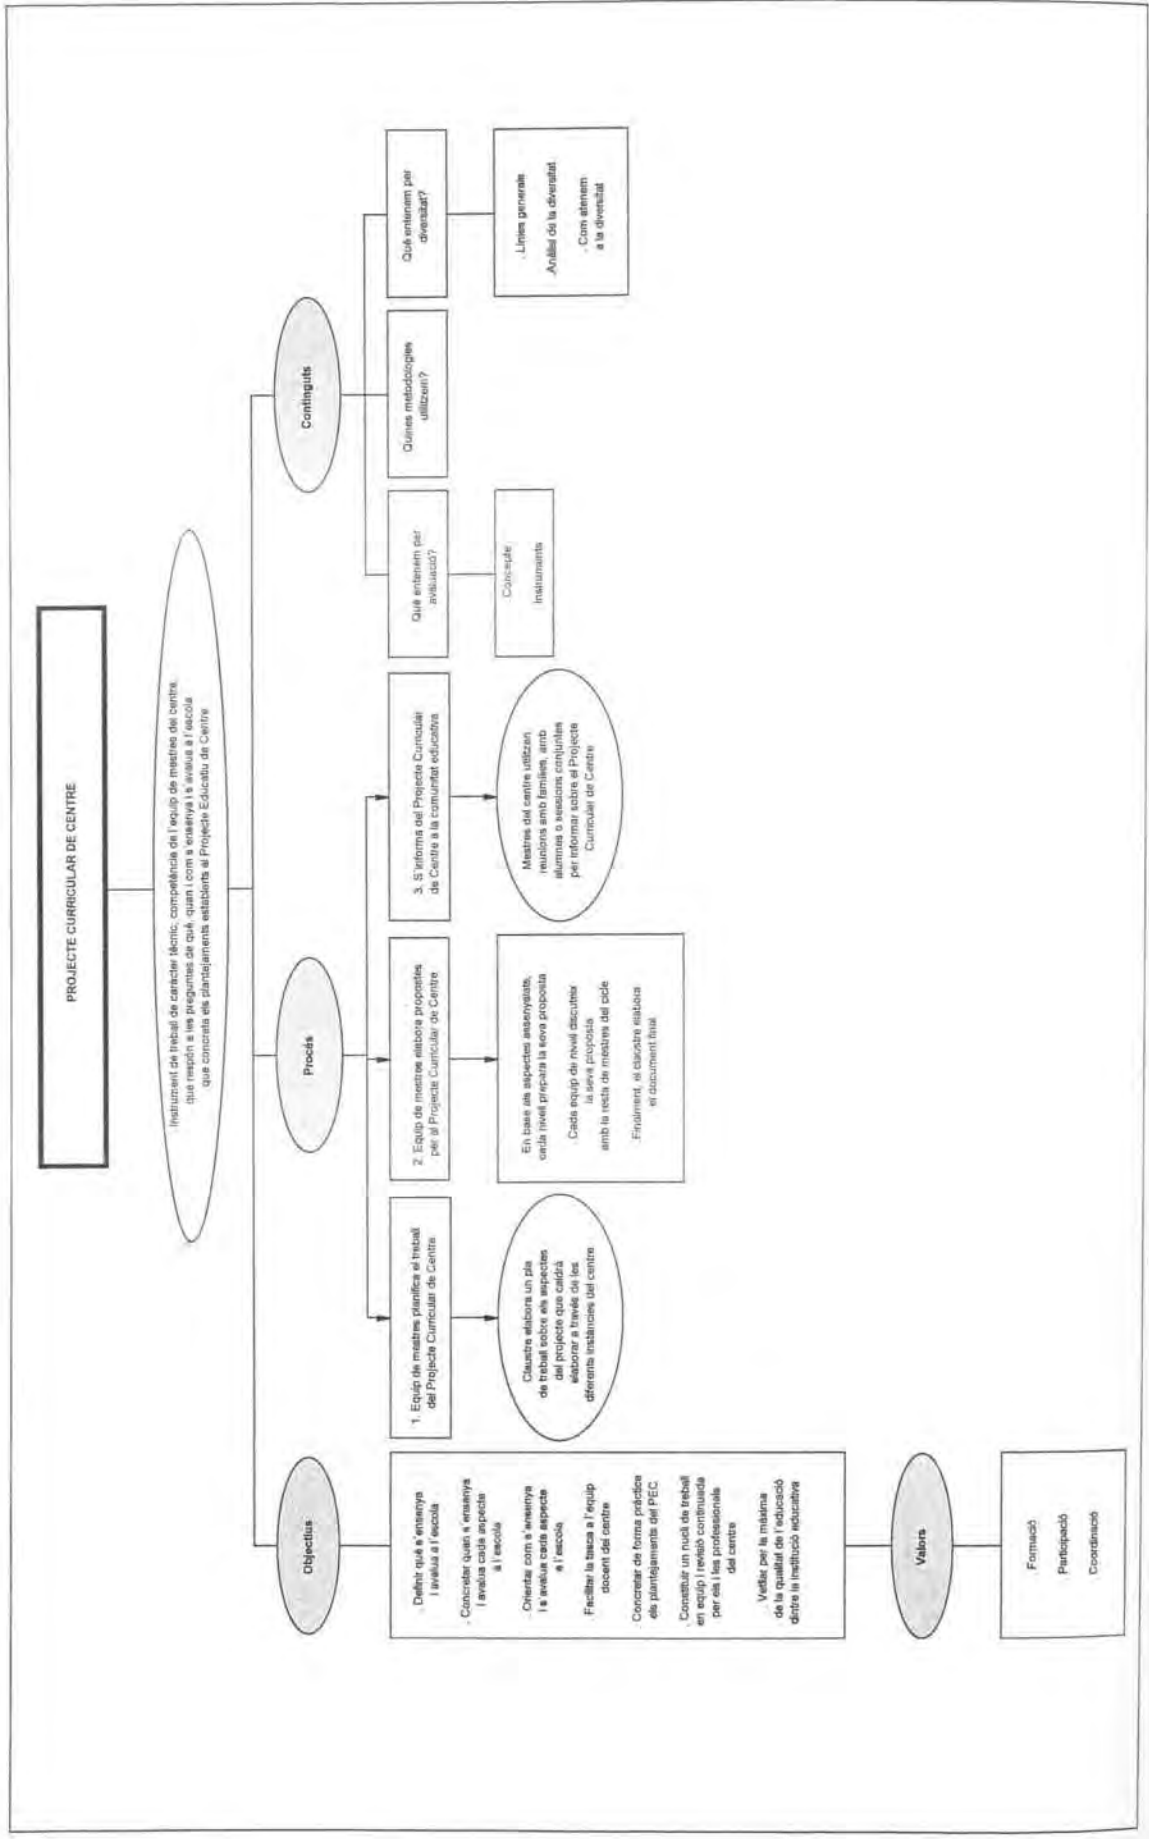 PROJECTE CURRICULAR DE CENTRE
Instrument de treball de caràcter tècnic, competència de l'equip de mestres del centre,
que respón a les preguntes de què, quan i com s'ensenya i s'avalua a l'escola
que concreta els plantejaments establerts al Projecte Educatiu de Centre
Objectius
. Definir què s'ensenya
i avalua a l'escola
. Concretar quan s'ensenya
i avalua cada aspecte
a l'escola
. Orientar com s'ensenya
i s'avalua cada aspecte
a l'escola
. Facilitar la tasca a l'equip
docent del centre
. Concretar de forma pràctica
els plantejaments del PEC
. Constituir un nucli de treball
en equip i revisió continuada
per els i les professionals
del centre
. Vetllar per la màxima
de la qualitat de l'educació
dintre la institució educativa
Valors
Formació
Participació
Coordinació
Procés
1. Equip de mestres planifica el treball
del Projecte Curricular de Centre
Claustre elabora un pla
de treball sobre els aspectes
del projecte que caldrà
elaborar a través de les
diferents instàncies del centre
2. Equip de mestres elabora propostes
per al Projecte Curricular de Centre
En base als aspectes assenyalats,
cada nivell prepara la seva proposta
. Cada equip de nivell discuteix
la seva proposta
amb la resta de mestres del cicle
. Finalment, el claustre elabora
el document final
3. S'informa del Projecte Curricular
de Centre a la comunitat educativa
Mestres del centre utilitzen
reunions amb famílies, amb
alumnes o sessions conjuntes
per informar sobre el Projecte
Curricular de Centre
Continguts
Què entenem per
avaluació?
Concepte
Instruments
Quines metodologies
utilitzem?
Què entenem per
diversitat?
. Línies generals
. Anàlisi de la diversitat
. Com atenem
a la diversitat